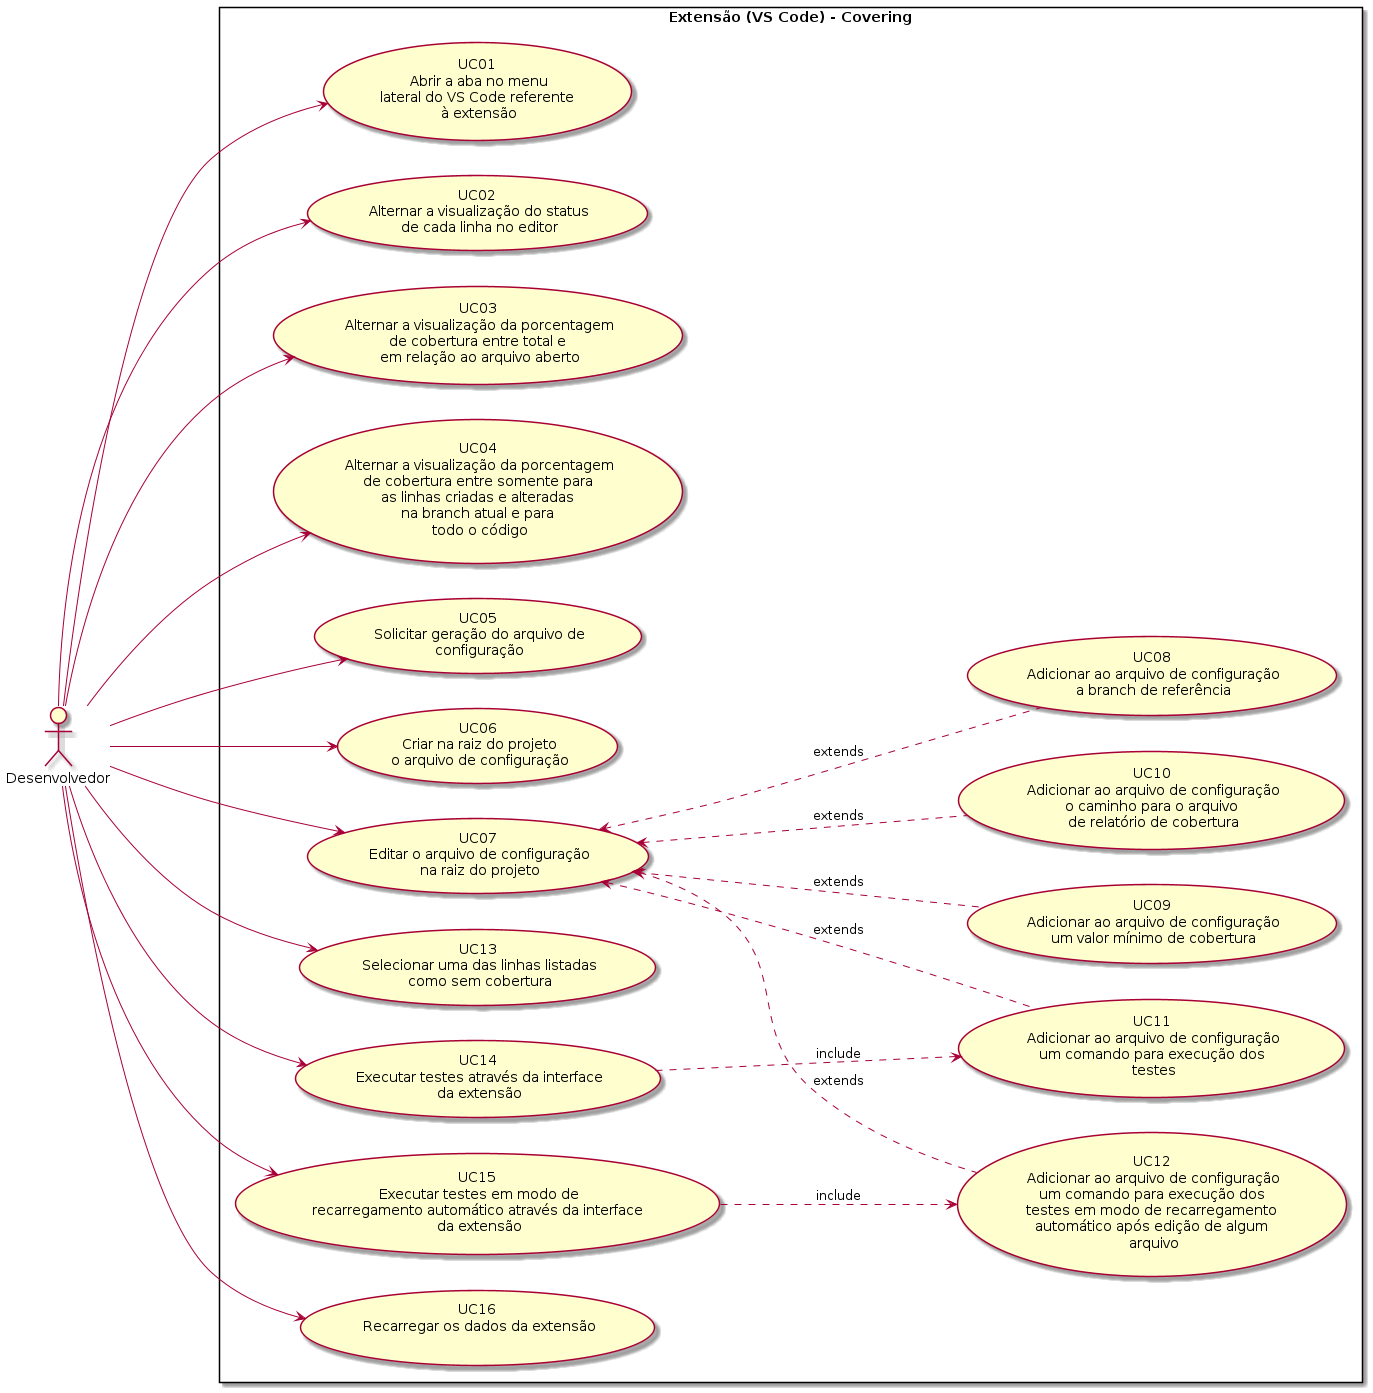 Extensão (VS Code) - Covering
UC01
Abrir a aba no menu
lateral do VS Code referente
à extensão
UC02
Alternar a visualização do status
de cada linha no editor
UC03
Alternar a visualização da porcentagem
de cobertura entre total e
em relação ao arquivo aberto
UC04
Alternar a visualização da porcentagem
de cobertura entre somente para
as linhas criadas e alteradas
na branch atual e para
todo o código
UC05
Solicitar geração do arquivo de
configuração
UC06
Criar na raiz do projeto
o arquivo de configuração
Desenvolvedor
UC07
Editar o arquivo de configuração
na raiz do projeto
UC13
Selecionar uma das linhas listadas
como sem cobertura
UC14
Executar testes através da interface
da extensão
UC15
Executar testes em modo de
recarregamento automático através da interface
da extensão
UC16
Recarregar os dados da extensão
extends
extends
extends
extends
include
extends
include
UC08
Adicionar ao arquivo de configuração
a branch de referência
UC10
Adicionar ao arquivo de configuração
o caminho para o arquivo
de relatório de cobertura
UC09
Adicionar ao arquivo de configuração
um valor mínimo de cobertura
UC11
Adicionar ao arquivo de configuração
um comando para execução dos
testes
UC12
Adicionar ao arquivo de configuração
um comando para execução dos
testes em modo de recarregamento
automático após edição de algum
arquivo